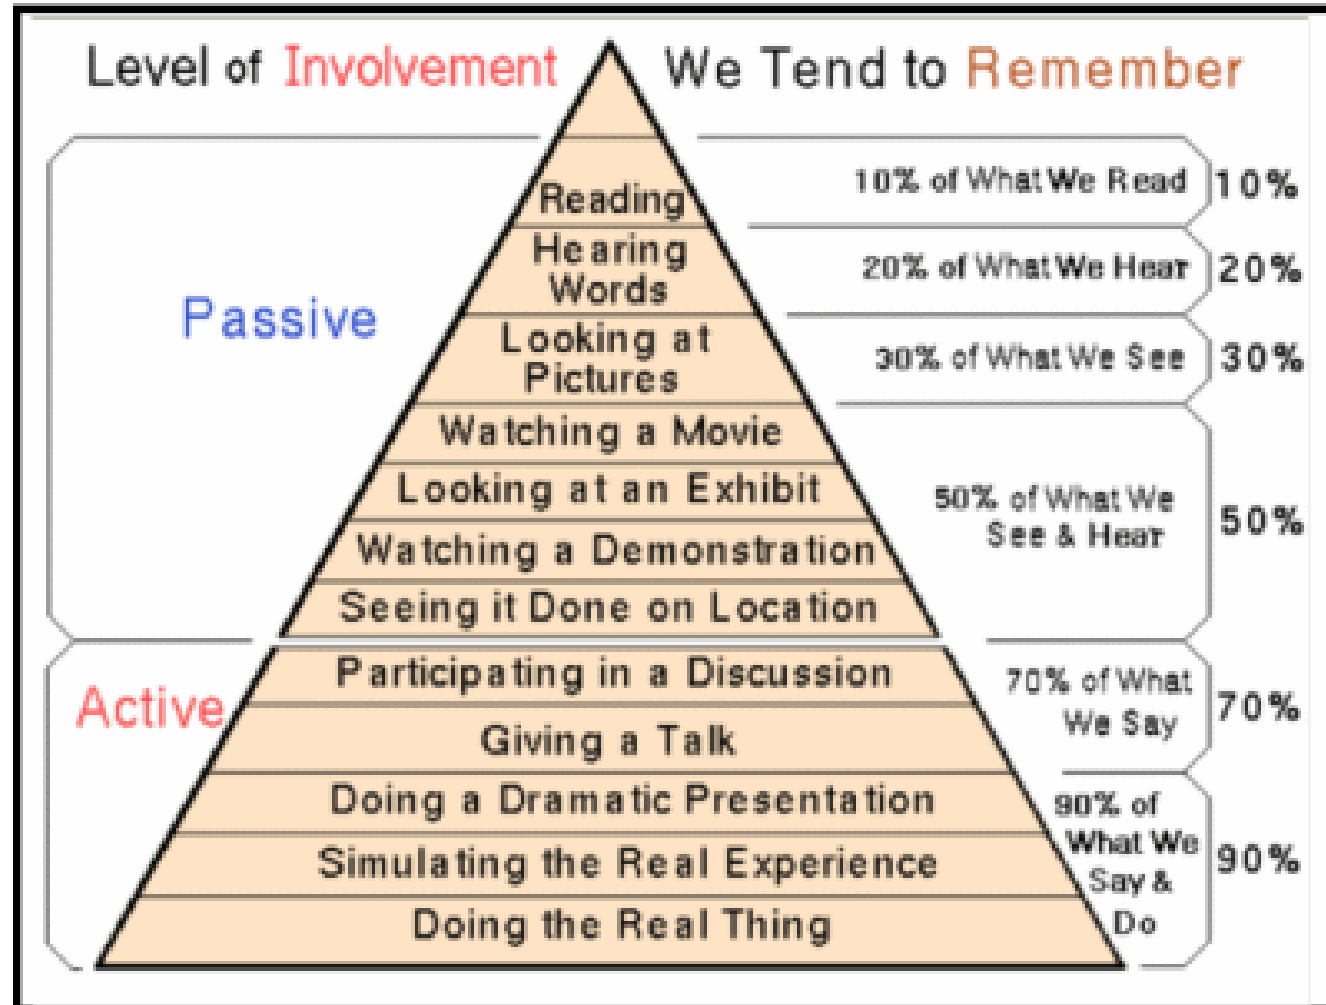 Level of Involvement
We Tend to Remember
Passive
Active
Reading
Hearing
Words
Looking at
Pictures
Watching a Movie
Looking at an Exhibit
Watching a Demonstration
Seeing it Done on Location
Participating in a Discussion
Giving a Talk
Doing a Dramatic Presentation
Simulating the Real Experience
Doing the Real Thing
10% of What We Read
10%
20% of What We Hear
20%
30% of What We See
30%
50% of What We
See & Hear
50%
70% of What
We Say
70%
90% of
What We
Say &
Do
90%